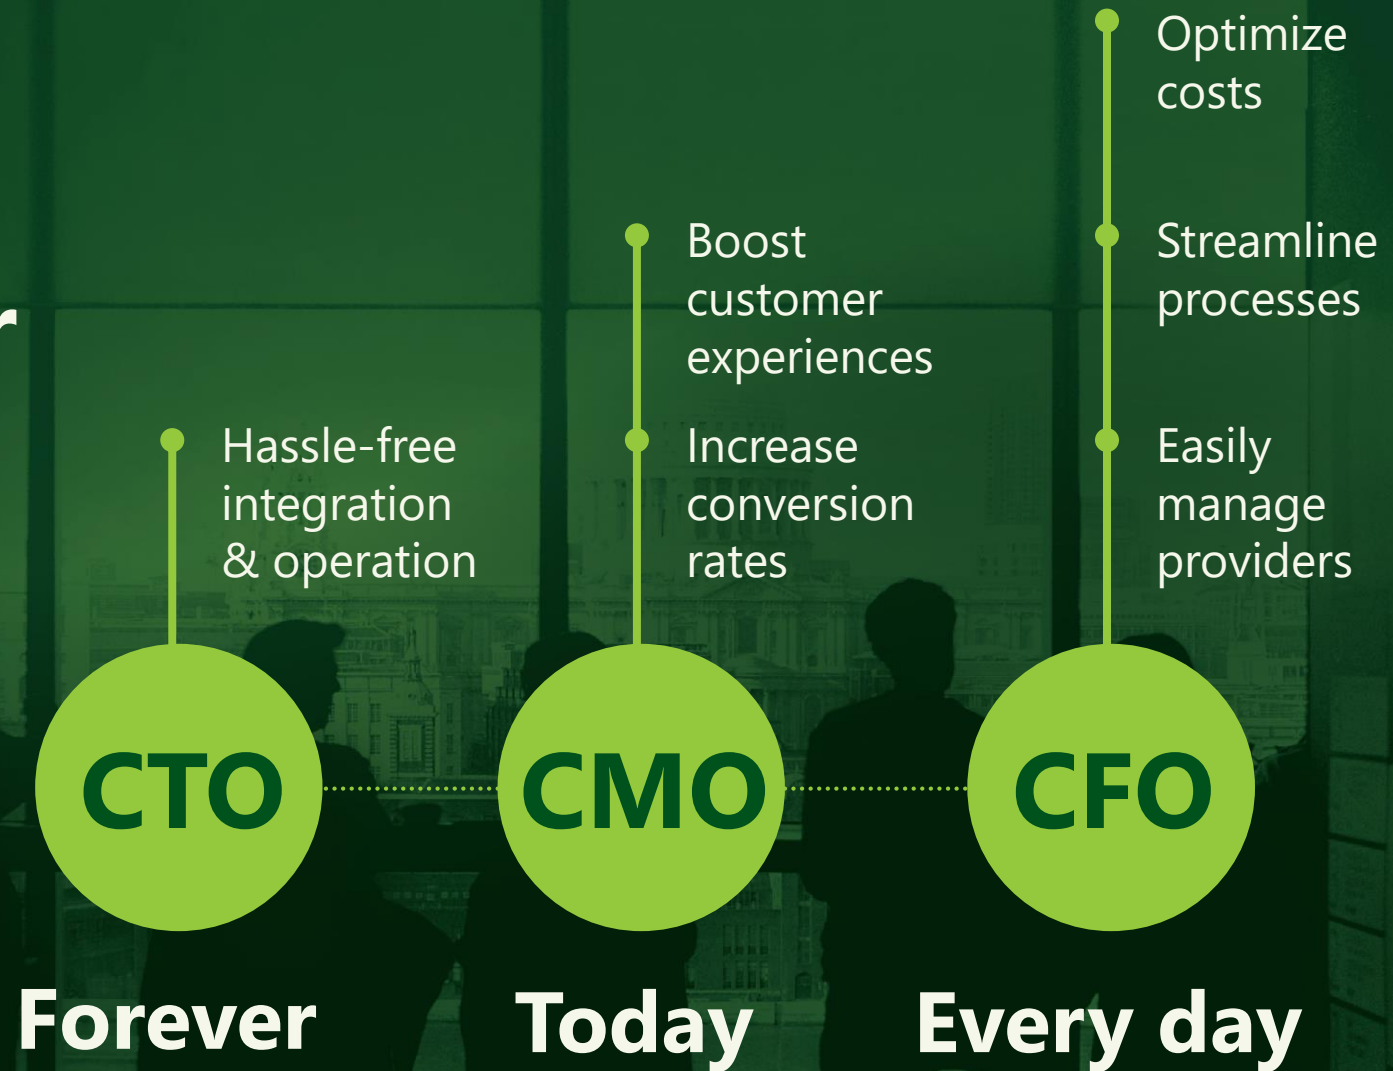 Optimize
costs
Boost
customer
experiences
Streamline
processes
Hassle-free
integration
& operation
Increase
conversion
rates
Easily
manage
providers
CTO
CMO
CFO
Forever
Today
Every day